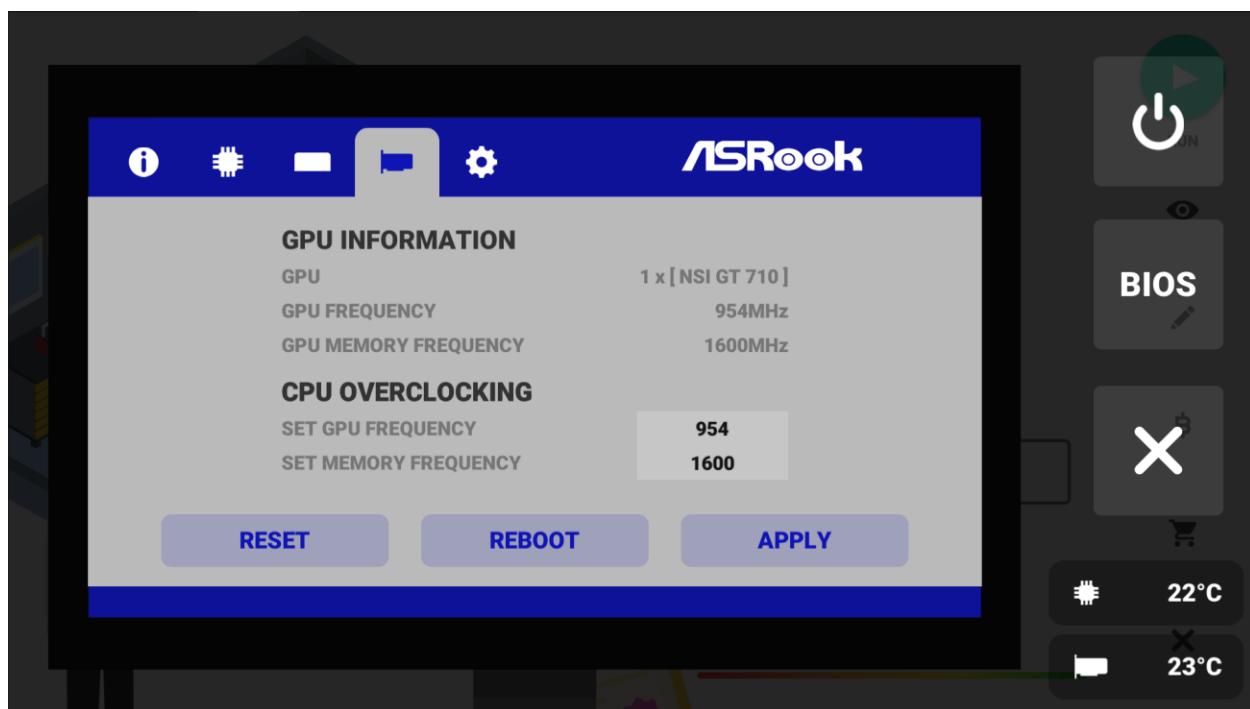 ASRook
GPU INFORMATION
GPU 1 x [ NSI GT 710 ]
GPU FREQUENCY 954MHz
GPU MEMORY FREQUENCY 1600MHz
CPU OVERCLOCKING
SET GPU FREQUENCY 954
SET MEMORY FREQUENCY 1600
RESET REBOOT APPLY
BIOS
22°C
23°C